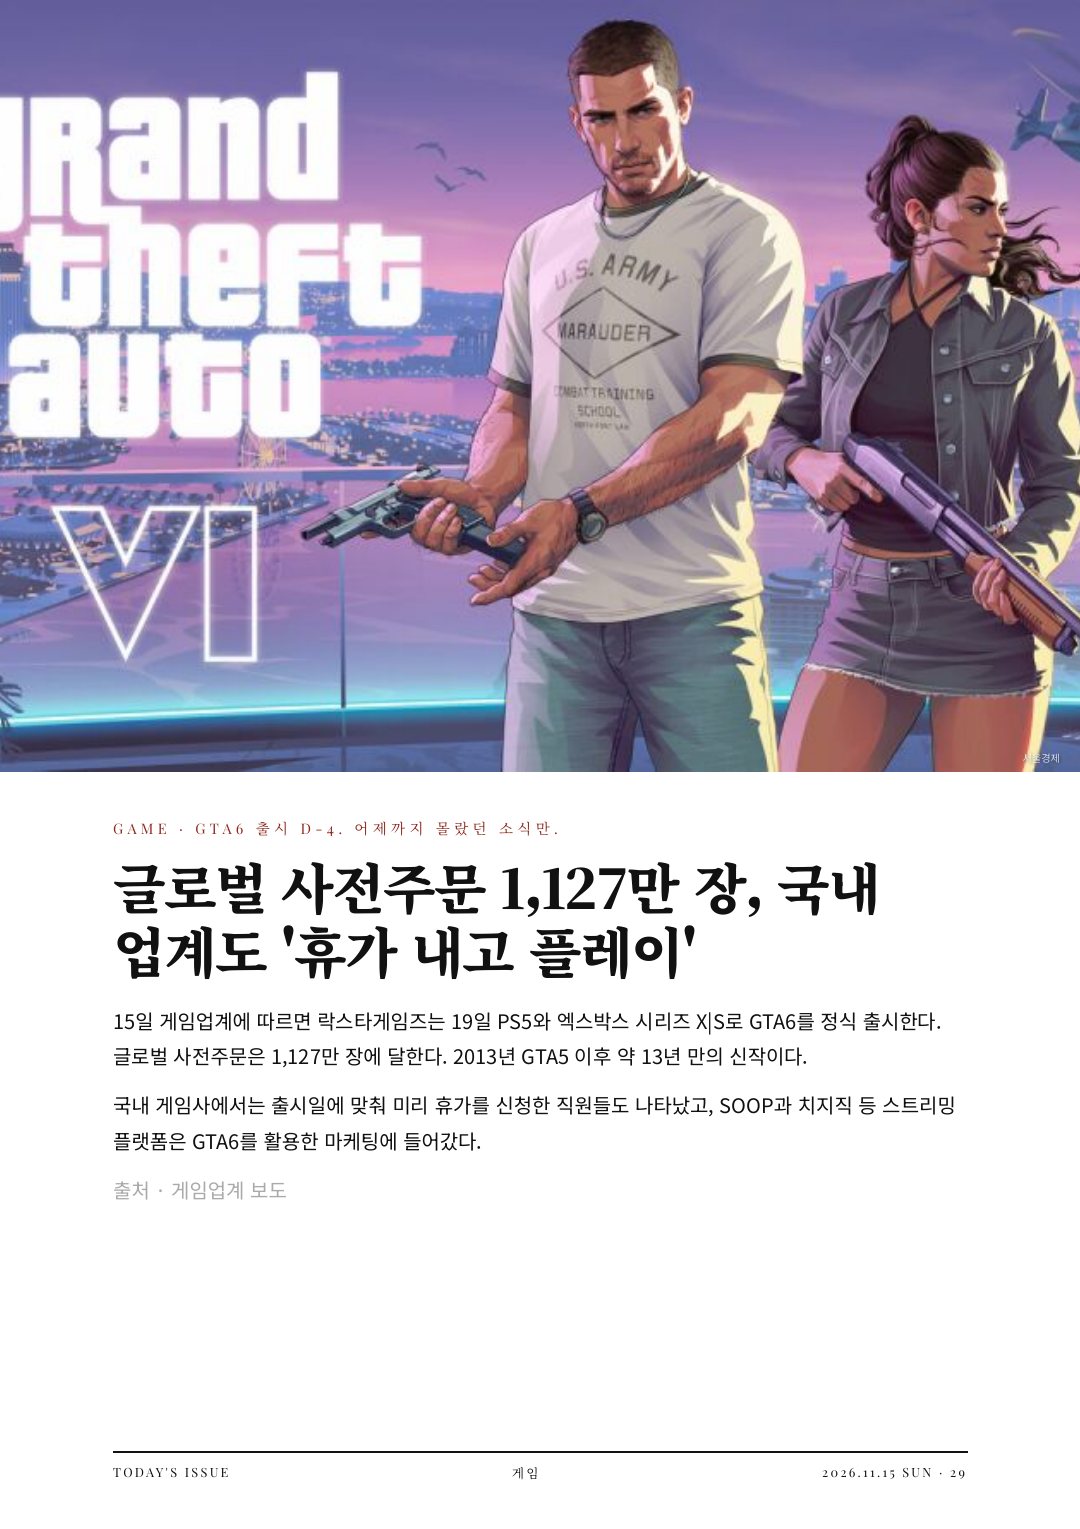 Grand
theft
auto
VI
U.S. ARMY
MARAUDER
COMBAT TRAINING
SCHOOL
서울경제
GAME · GTA6 출시 D-4. 어제까지 몰랐던 소식만.
글로벌 사전주문 1,127만 장, 국내
업계도 '휴가 내고 플레이'
15일 게임업계에 따르면 락스타게임즈는 19일 PS5와 엑스박스 시리즈 X|S로 GTA6를 정식 출시한다.
글로벌 사전주문은 1,127만 장에 달한다. 2013년 GTA5 이후 약 13년 만의 신작이다.
국내 게임사에서는 출시일에 맞춰 미리 휴가를 신청한 직원들도 나타났고, SOOP과 치지직 등 스트리밍
플랫폼은 GTA6를 활용한 마케팅에 들어갔다.
출처 · 게임업계 보도
TODAY'S ISSUE
게임
2026.11.15 SUN · 29